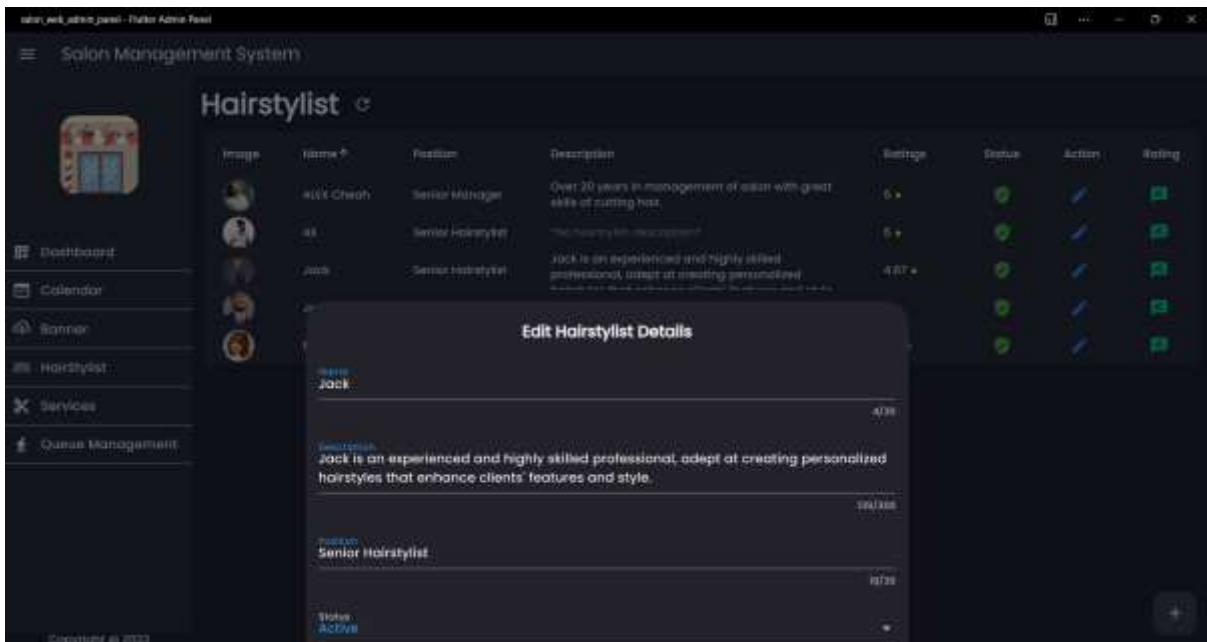 salon_eek_admin_panel - Flutter Admin Panel
Salon Management System
Hairstylist
Image Name Position Description Ratings Status Action Rating
ALEX Cheah Senior Manager Over 20 years in management of salon with great skills of cutting hair. 5
Senior Hairstylist 5
Jack Senior Hairstylist Jack is an experienced and highly skilled professional, adept at creating personalized 4.67
Dashboard
Calendar
Banner
HairStylist
Services
Queue Management
Edit Hairstylist Details
Name
Jack
4/30
Description
Jack is an experienced and highly skilled professional, adept at creating personalized
hairstyles that enhance clients' features and style.
Position
Senior Hairstylist
Status
Active
Copyright @ 2023